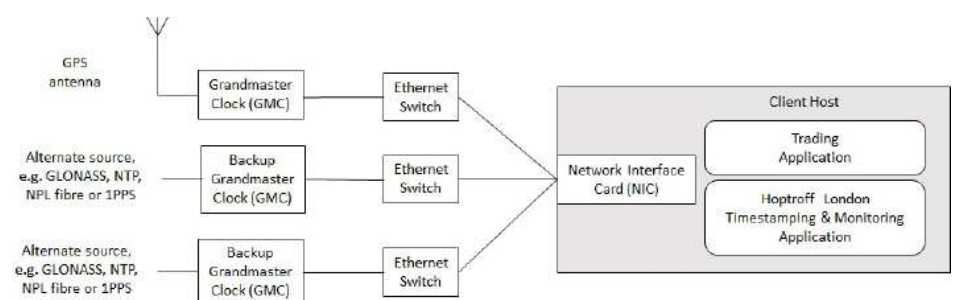 GPS
antenna
Grandmaster
Clock (GMC)
Ethernet
Switch
Client Host
Trading
Application
Alternate source,
e.g. GLONASS, NTP,
NPL fibre or 1PPS
Backup
Grandmaster
Clock (GMC)
Ethernet
Switch
Network Interface
Card (NIC)
Hoptroff London
Timestamping & Monitoring
Application
Alternate source,
e.g. GLONASS, NTP,
NPL fibre or 1PPS
Backup
Grandmaster
Clock (GMC)
Ethernet
Switch